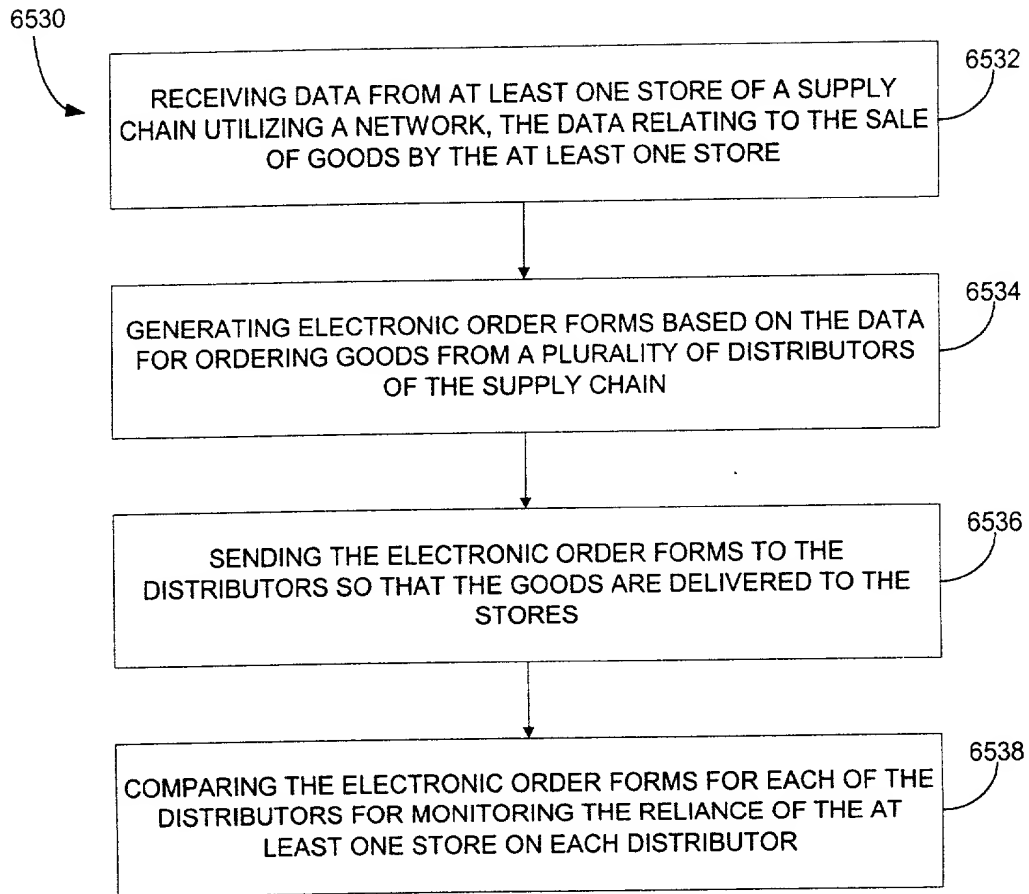 6530
6532
RECEIVING DATA FROM AT LEAST ONE STORE OF A SUPPLY
CHAIN UTILIZING A NETWORK, THE DATA RELATING TO THE SALE
OF GOODS BY THE AT LEAST ONE STORE
6534
GENERATING ELECTRONIC ORDER FORMS BASED ON THE DATA
FOR ORDERING GOODS FROM A PLURALITY OF DISTRIBUTORS
OF THE SUPPLY CHAIN
6536
SENDING THE ELECTRONIC ORDER FORMS TO THE
DISTRIBUTORS SO THAT THE GOODS ARE DELIVERED TO THE
STORES
6538
COMPARING THE ELECTRONIC ORDER FORMS FOR EACH OF THE
DISTRIBUTORS FOR MONITORING THE RELIANCE OF THE AT
LEAST ONE STORE ON EACH DISTRIBUTOR